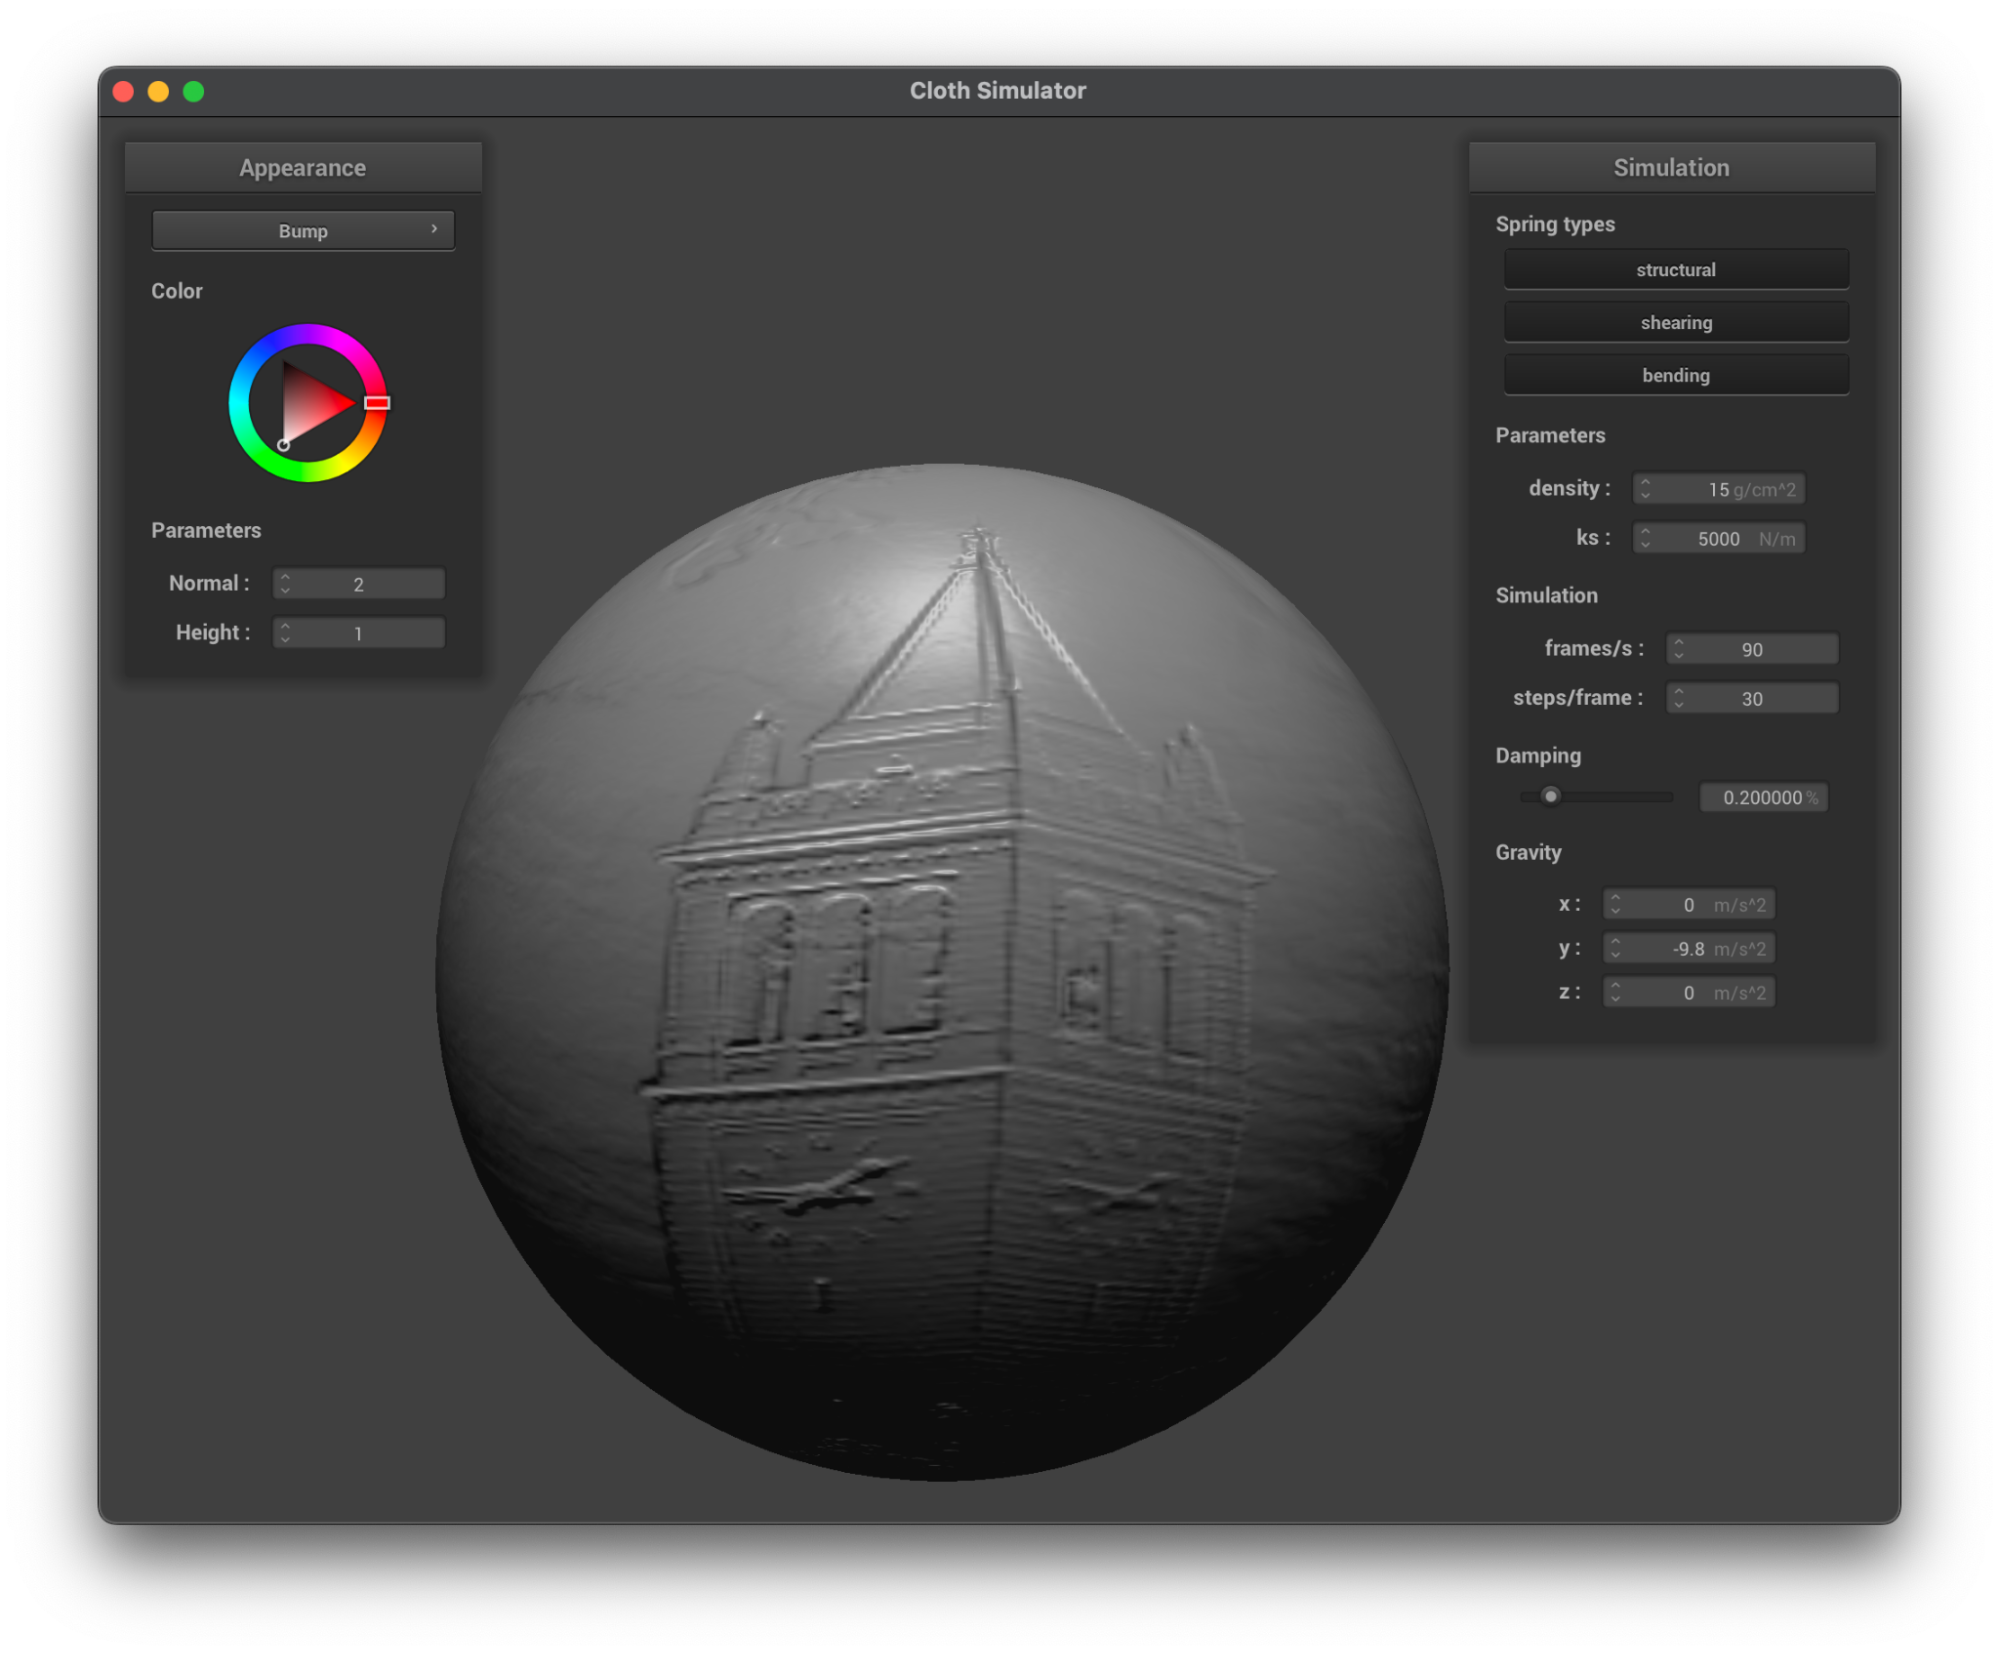 Cloth Simulator
Appearance
Bump
Color
Parameters
Normal : 2
Height : 1
Simulation
Spring types
structural
shearing
bending
Parameters
density : 15 g/cm^2
ks : 5000 N/m
Simulation
frames/s : 90
steps/frame : 30
Damping
0.200000 %
Gravity
x : 0 m/s^2
y : -9.8 m/s^2
z : 0 m/s^2